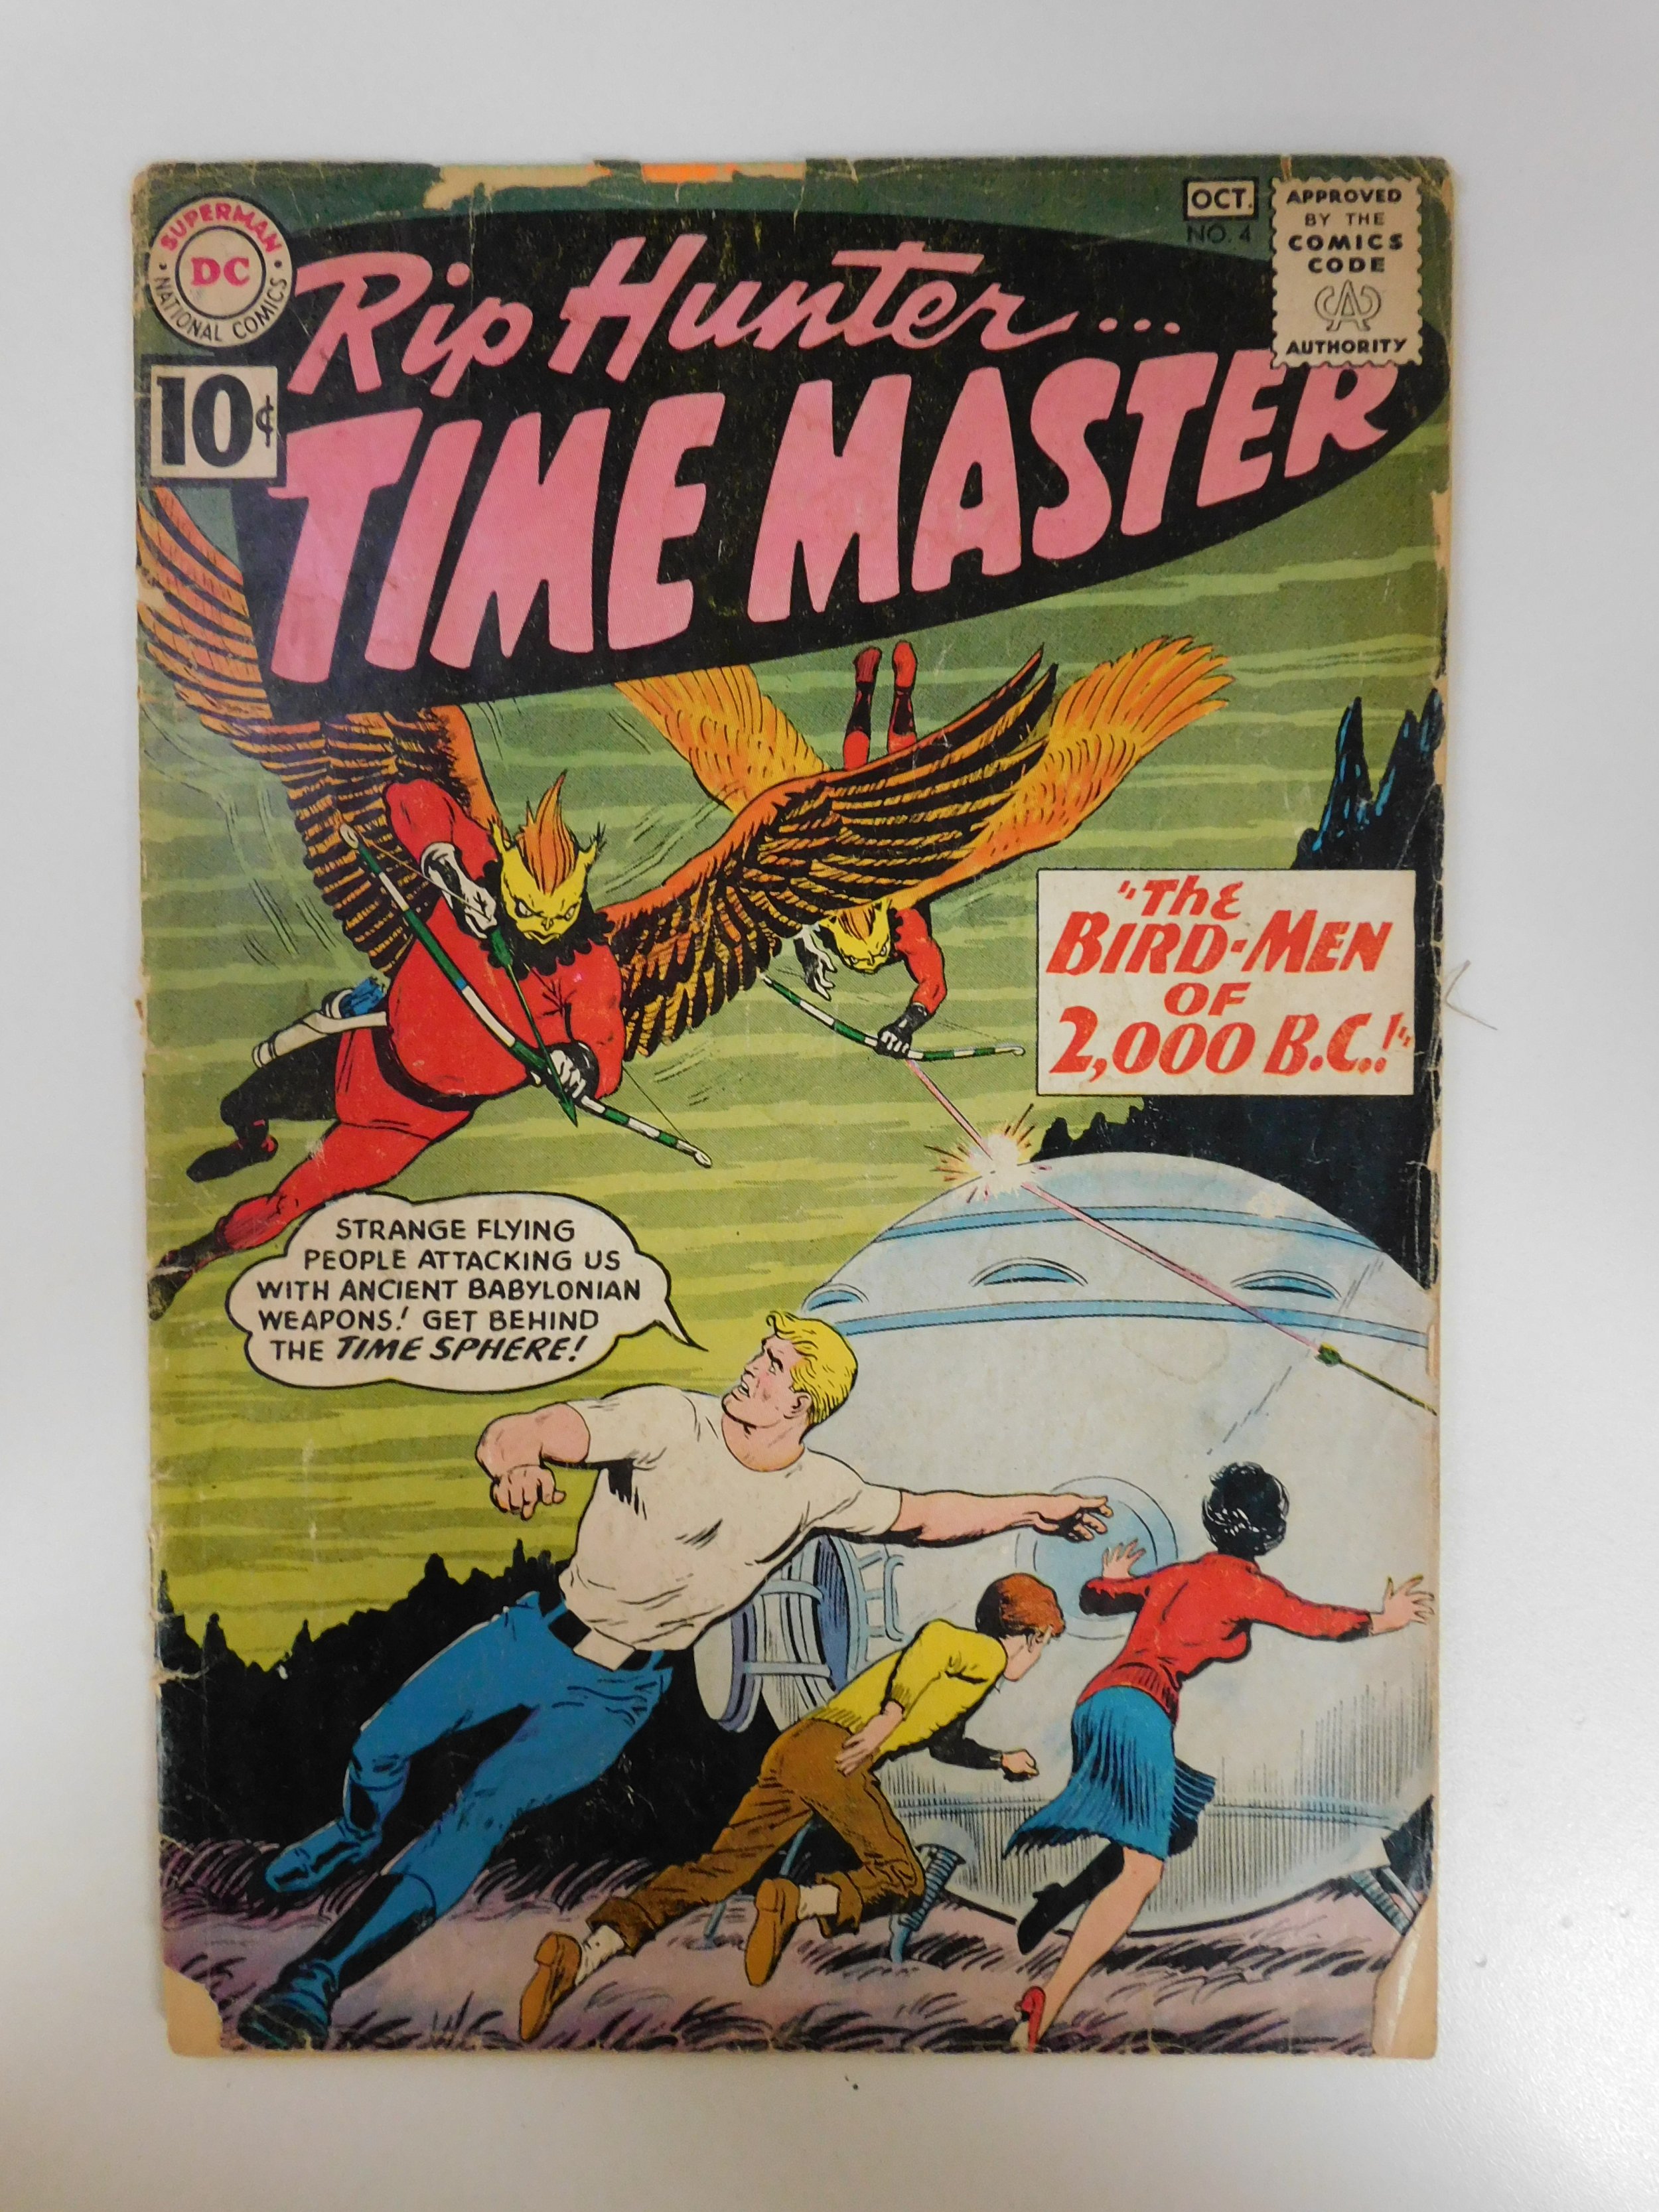 SUPERMAN
DC
NATIONAL COMICS
10¢
OCT.
NO. 4
APPROVED
BY THE
COMICS
CODE
CA
AUTHORITY
Rip Hunter...
TIME MASTER
"The
BIRD-MEN
OF
2,000 B.C.!"
STRANGE FLYING
PEOPLE ATTACKING US
WITH ANCIENT BABYLONIAN
WEAPONS! GET BEHIND
THE TIME SPHERE!